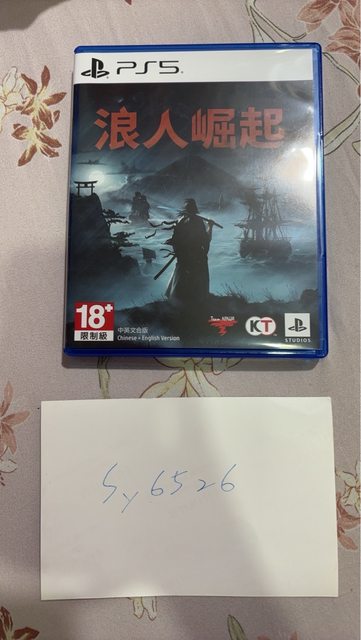 PS5
浪人崛起
18+
限制級
中英文合版
Chinese + English Version
Team NINJA
KT
STUDIOS
Sy6526